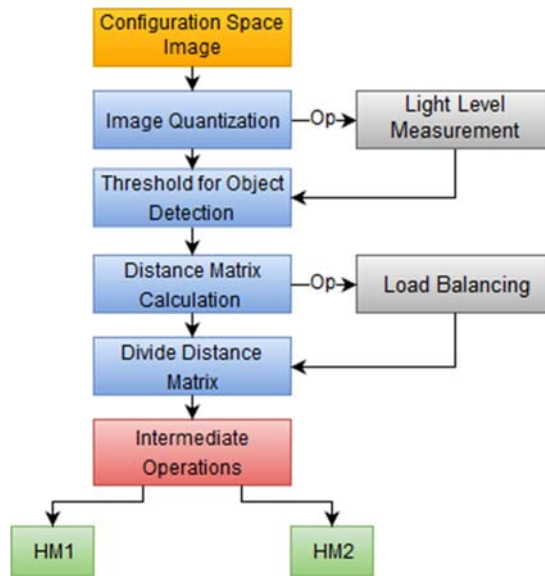 Configuration Space
Image
Image Quantization
Op
Light Level
Measurement
Threshold for Object
Detection
Distance Matrix
Calculation
Op
Load Balancing
Divide Distance
Matrix
Intermediate
Operations
HM1
HM2